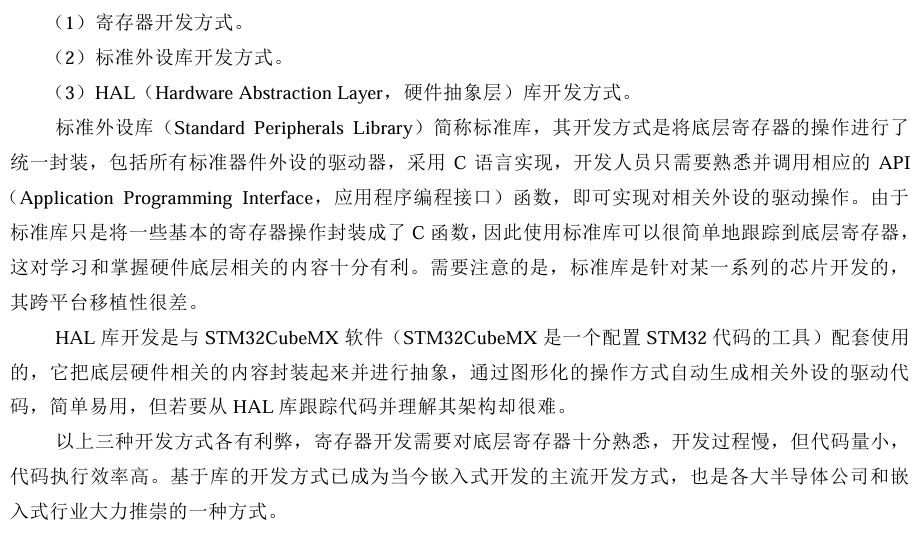 （1）寄存器开发方式。
（2）标准外设库开发方式。
（3）HAL（Hardware Abstraction Layer，硬件抽象层）库开发方式。
标准外设库（Standard Peripherals Library）简称标准库，其开发方式是将底层寄存器的操作进行了
统一封装，包括所有标准器件外设的驱动器，采用 C 语言实现，开发人员只需要熟悉并调用相应的 API
（Application Programming Interface，应用程序编程接口）函数，即可实现对相关外设的驱动操作。由于
标准库只是将一些基本的寄存器操作封装成了 C 函数，因此使用标准库可以很简单地跟踪到底层寄存器，
这对学习和掌握硬件底层相关的内容十分有利。需要注意的是，标准库是针对某一系列的芯片开发的，
其跨平台移植性很差。
HAL 库开发是与 STM32CubeMX 软件（STM32CubeMX 是一个配置 STM32 代码的工具）配套使用
的，它把底层硬件相关的内容封装起来并进行抽象，通过图形化的操作方式自动生成相关外设的驱动代
码，简单易用，但若要从 HAL 库跟踪代码并理解其架构却很难。
以上三种开发方式各有利弊，寄存器开发需要对底层寄存器十分熟悉，开发过程慢，但代码量小，
代码执行效率高。基于库的开发方式已成为当今嵌入式开发的主流开发方式，也是各大半导体公司和嵌
入式行业大力推崇的一种方式。